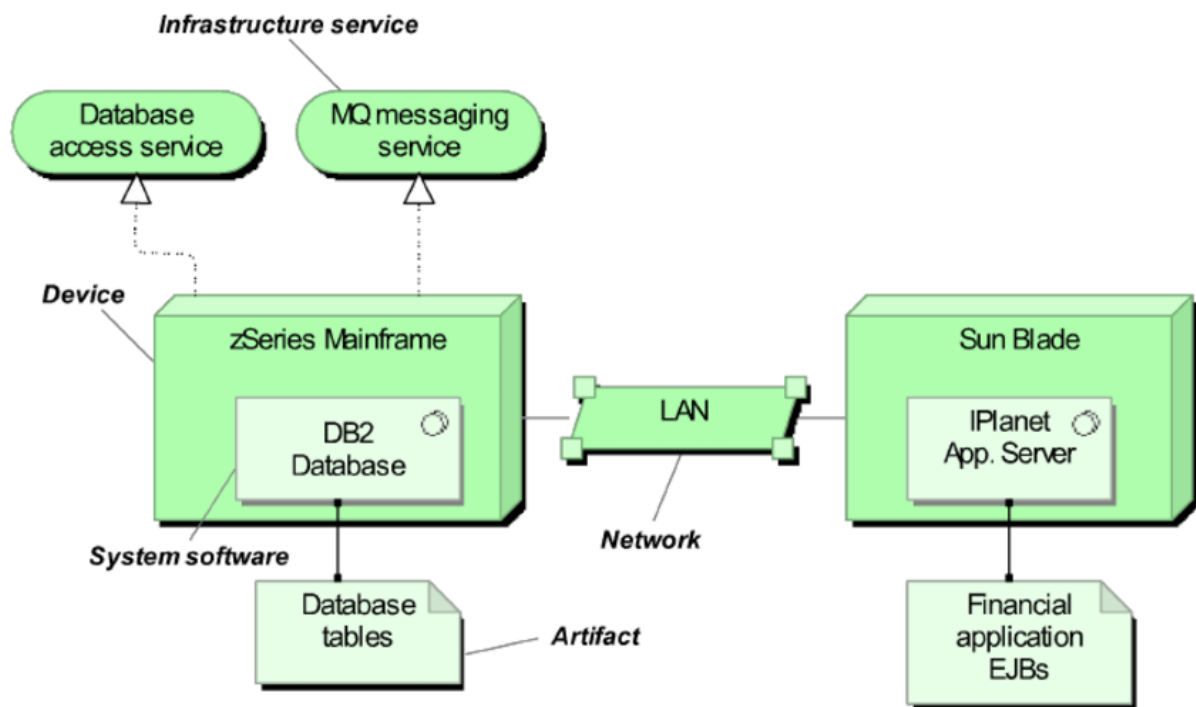 Infrastructure service
Database
access service
MQ messaging
service
Device
zSeries Mainframe
Sun Blade
DB2
Database
LAN
IPlanet
App. Server
System software
Network
Database
tables
Artifact
Financial
application
EJBs